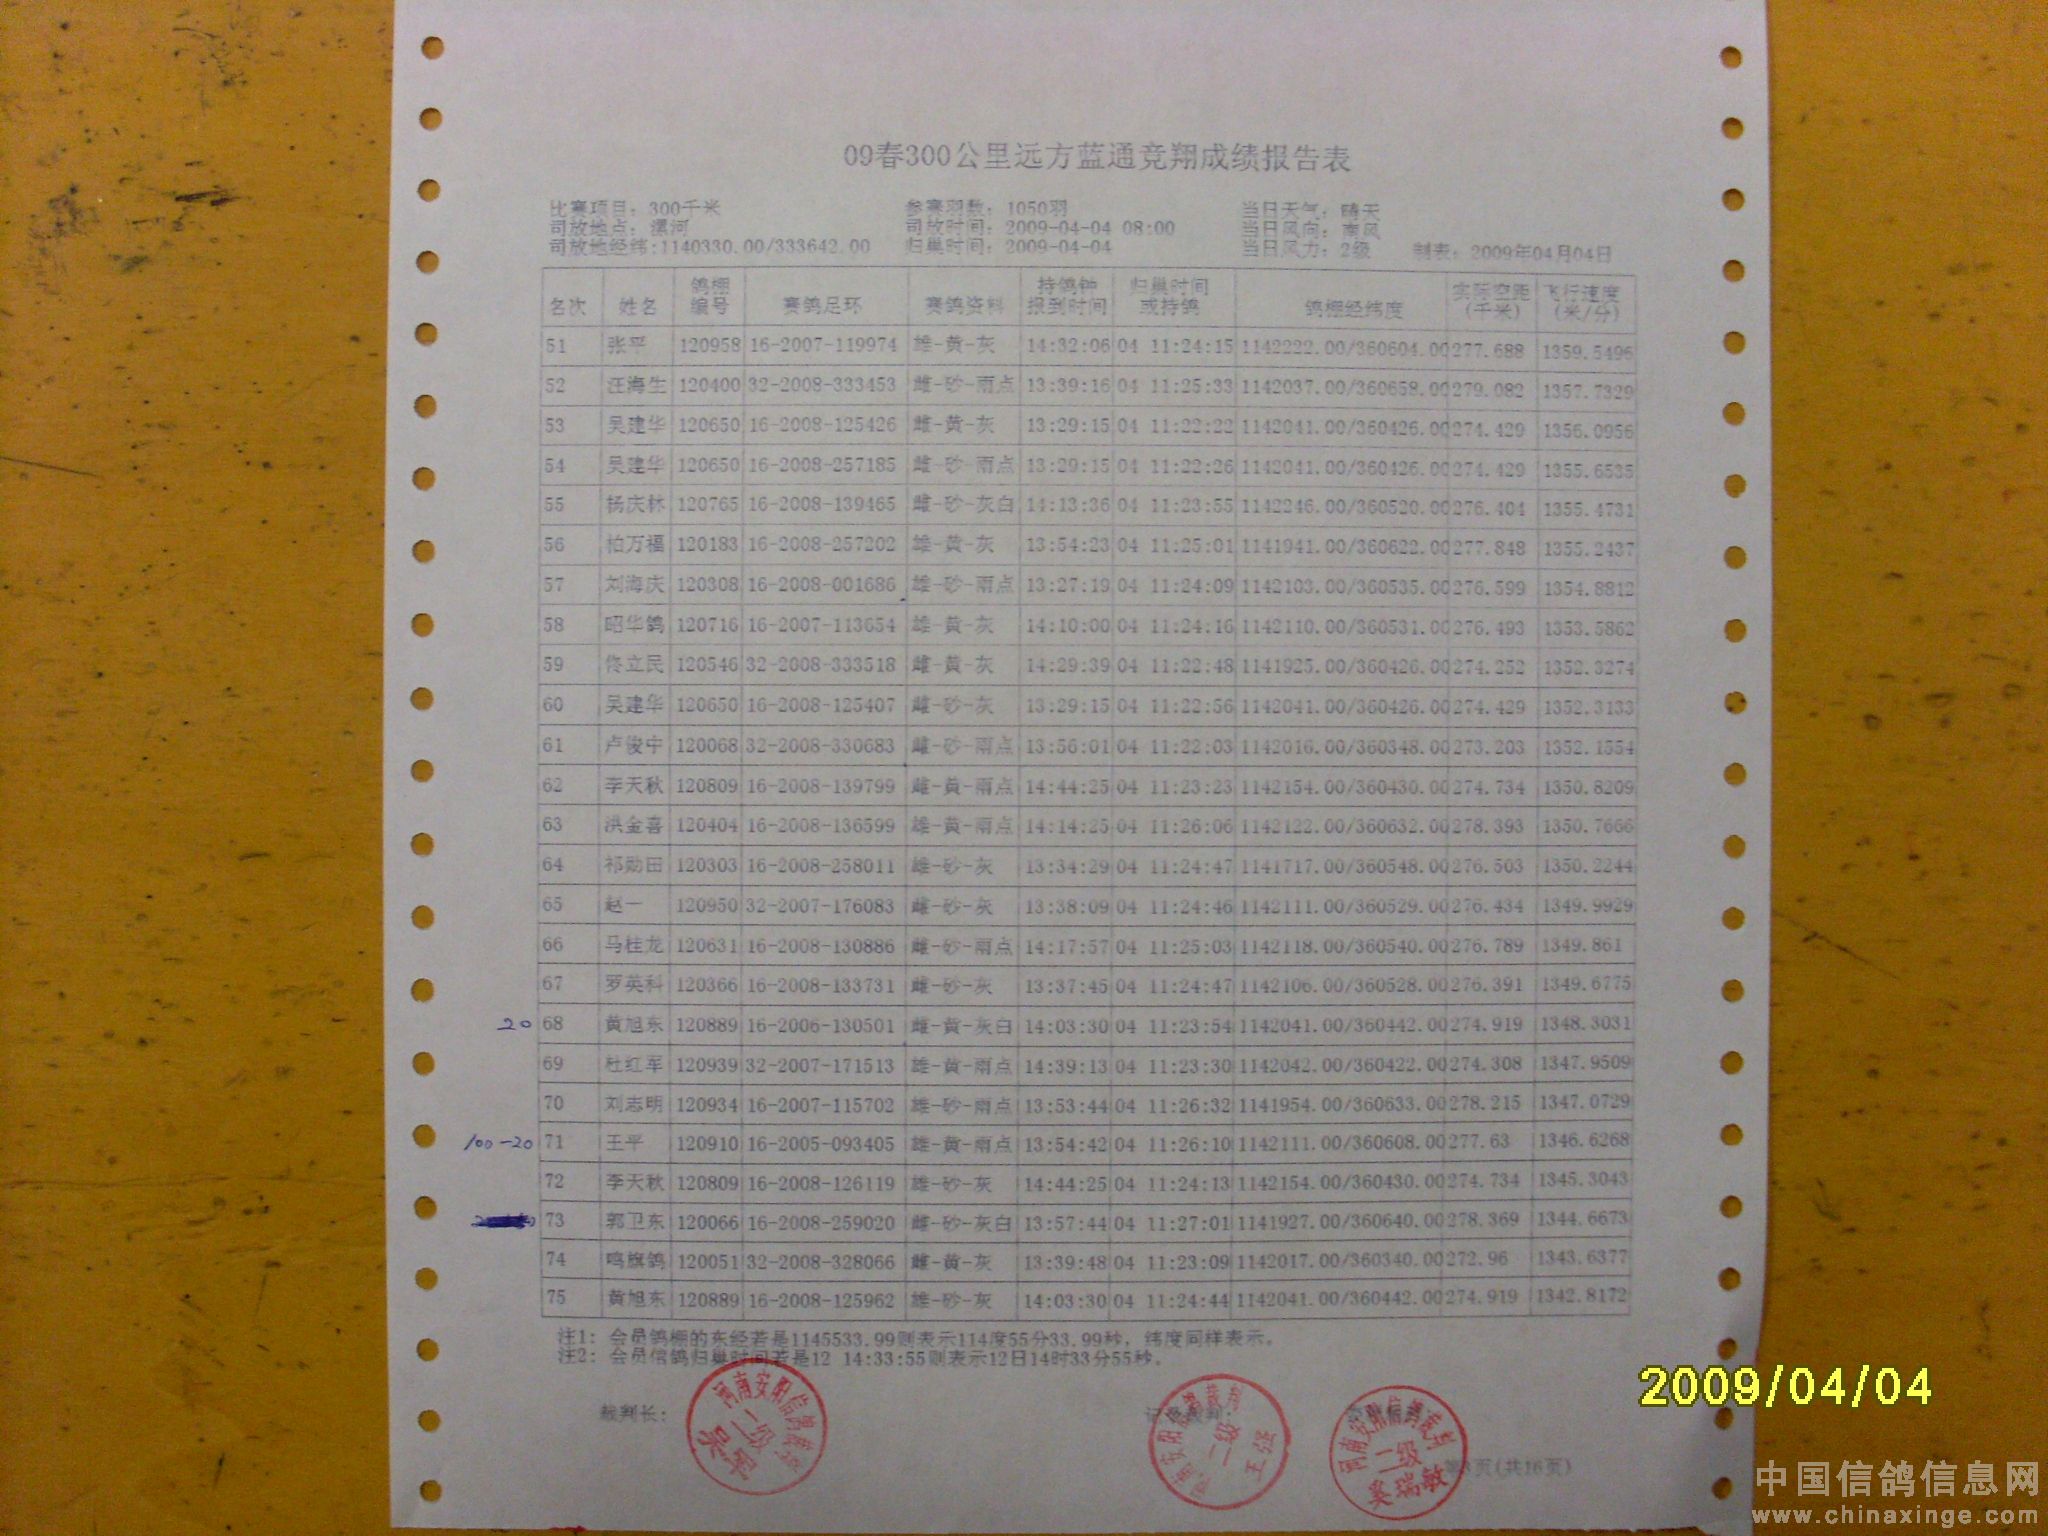 09春300公里远方蓝通竞翔成绩报告表
比赛项目：300千米 参赛羽数：1050羽 当日天气：晴天
司放地点：漯河 司放时间：2009-04-04 08:00 当日风向：南风
司放地经纬:1140330.00/333642.00 归巢时间：2009-04-04 当日风力：2级 制表：2009年04月04日
名次 姓名 鸽棚编号 赛鸽足环 赛鸽资料 持鸽钟报到时间 归巢时间或持鸽 鸽棚经纬度 实际空距(千米) 飞行速度(米/分)
51 张平 120958 16-2007-119974 雄-黄-灰 14:32:06 04 11:24:15 1142222.00/360604.00 277.688 1359.5496
52 汪海生 120400 32-2008-333453 雌-砂-雨点 13:39:16 04 11:25:33 1142037.00/360658.00 279.082 1357.7329
53 吴建华 120650 16-2008-125426 雌-黄-灰 13:29:15 04 11:22:22 1142041.00/360426.00 274.429 1356.0956
54 吴建华 120650 16-2008-257185 雌-砂-雨点 13:29:15 04 11:22:26 1142041.00/360426.00 274.429 1355.6535
55 杨庆林 120765 16-2008-139465 雌-砂-灰白 14:13:36 04 11:23:55 1142246.00/360520.00 276.404 1355.4731
56 柏万福 120183 16-2008-257202 雄-黄-灰 13:54:23 04 11:25:01 1141941.00/360622.00 277.848 1355.2437
57 刘海庆 120308 16-2008-001686 雄-砂-雨点 13:27:19 04 11:24:09 1142103.00/360535.00 276.599 1354.8812
58 昭华鸽 120716 16-2007-113654 雄-黄-灰 14:10:00 04 11:24:16 1142110.00/360531.00 276.493 1353.5862
59 佟立民 120546 32-2008-333518 雌-黄-灰 14:29:39 04 11:22:48 1141925.00/360426.00 274.252 1352.3274
60 吴建华 120650 16-2008-125407 雌-砂-灰 13:29:15 04 11:22:56 1142041.00/360426.00 274.429 1352.3133
61 卢俊宇 120068 32-2008-330683 雌-砂-雨点 13:56:01 04 11:22:03 1142016.00/360348.00 273.203 1352.1554
62 李天秋 120809 16-2008-139799 雌-黄-雨点 14:44:25 04 11:23:23 1142154.00/360430.00 274.734 1350.8209
63 洪金喜 120404 16-2008-136599 雄-黄-雨点 14:14:25 04 11:26:06 1142122.00/360632.00 278.393 1350.7666
64 祁勋田 120303 16-2008-258011 雄-砂-灰 13:34:29 04 11:24:47 1141717.00/360548.00 276.503 1350.2244
65 赵一 120950 32-2007-176083 雌-砂-灰 13:38:09 04 11:24:46 1142111.00/360529.00 276.434 1349.9929
66 马桂龙 120631 16-2008-130886 雌-砂-雨点 14:17:57 04 11:25:03 1142118.00/360540.00 276.789 1349.861
67 罗英科 120366 16-2008-133731 雌-砂-灰 13:37:45 04 11:24:47 1142106.00/360528.00 276.391 1349.6775
20 68 黄旭东 120889 16-2006-130501 雌-黄-灰白 14:03:30 04 11:23:54 1142041.00/360442.00 274.919 1348.3031
69 杜红军 120939 32-2007-171513 雄-黄-雨点 14:39:13 04 11:23:30 1142042.00/360422.00 274.308 1347.9509
70 刘志明 120934 16-2007-115702 雄-砂-雨点 13:53:44 04 11:26:32 1141954.00/360633.00 278.215 1347.0729
100-20 71 王平 120910 16-2005-093405 雄-黄-雨点 13:54:42 04 11:26:10 1142111.00/360608.00 277.63 1346.6268
72 李天秋 120809 16-2008-126119 雄-砂-灰 14:44:25 04 11:24:13 1142154.00/360430.00 274.734 1345.3043
73 郭卫东 120066 16-2008-259020 雌-砂-灰白 13:57:44 04 11:27:01 1141927.00/360640.00 278.369 1344.6673
74 鸣旗鸽 120051 32-2008-328066 雌-黄-灰 13:39:48 04 11:23:09 1142017.00/360340.00 272.96 1343.6377
75 黄旭东 120889 16-2008-125962 雄-砂-灰 14:03:30 04 11:24:44 1142041.00/360442.00 274.919 1342.8172
注1：会员鸽棚的东经若是1145533.99则表示114度55分33.99秒，纬度同样表示。
注2：会员信鸽归巢时间若是12 14:33:55则表示12日14时33分55秒。
裁判长：
河南安阳信鸽
二级
吴军
二级
王强
河南安阳信鸽裁判
二级
瑞敏
页(共16页)
2009/04/04
中国信鸽信息网
www.chinaxinge.com